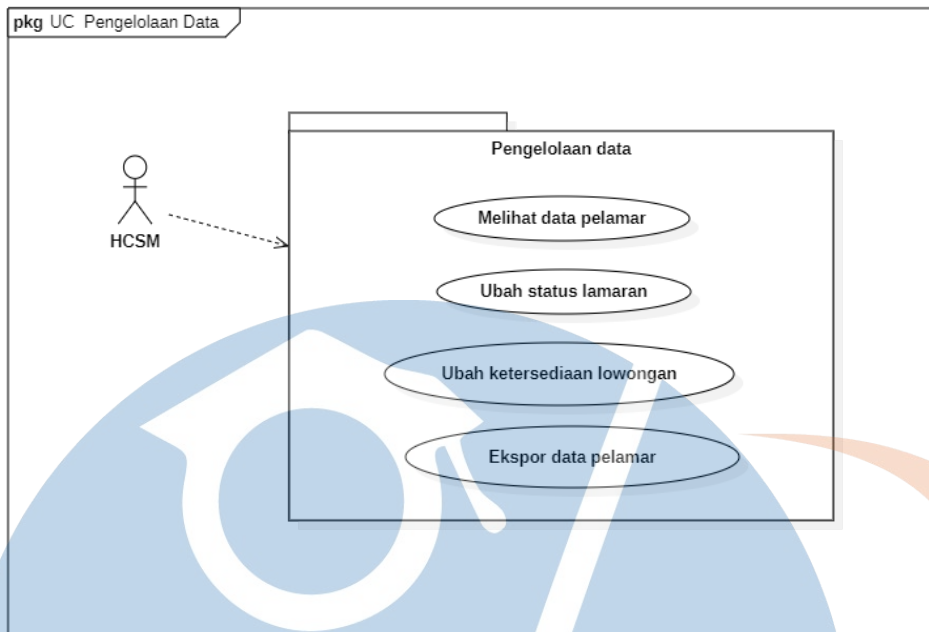 pkg UC Pengelolaan Data
Pengelolaan data
Melihat data pelamar
HCSM
Ubah status lamaran
Ubah ketersediaan lowongan
Ekspor data pelamar